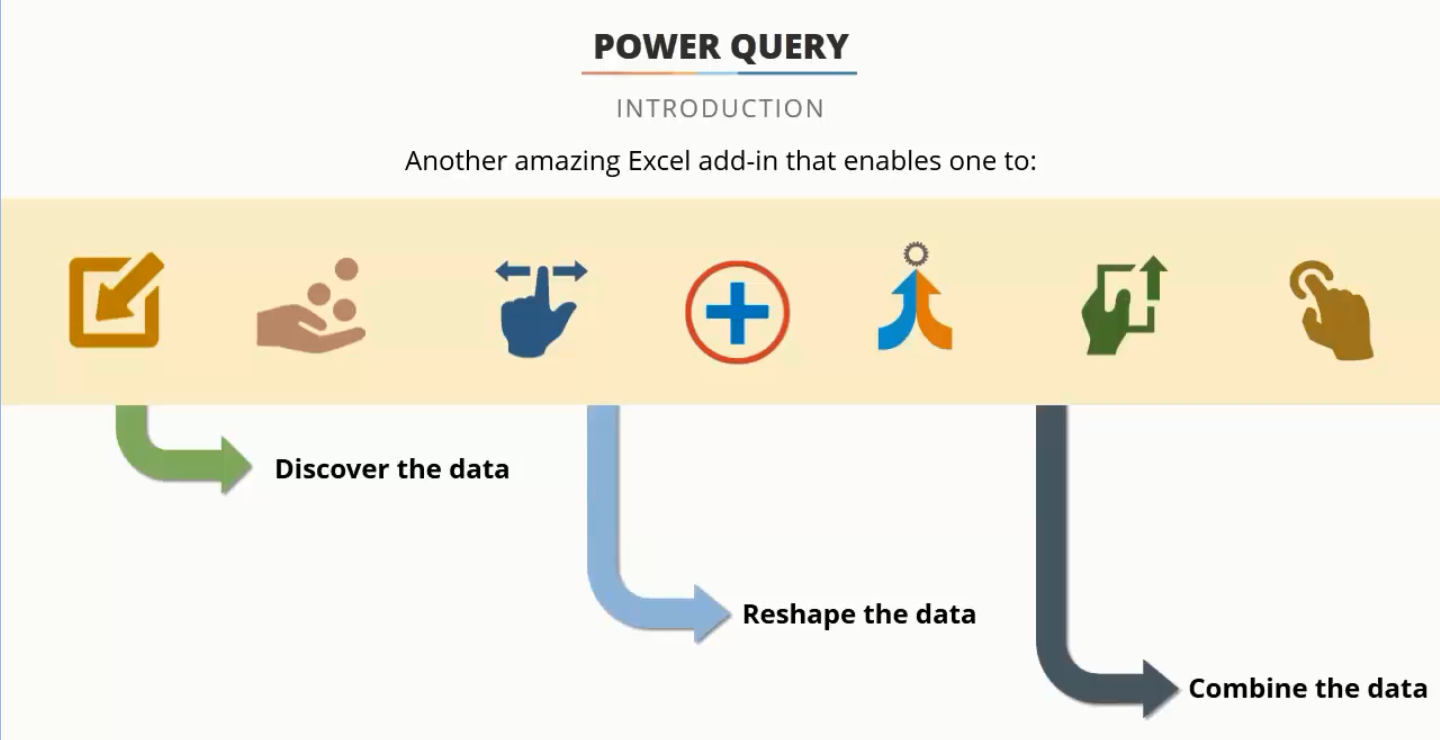 POWER QUERY
INTRODUCTION
Another amazing Excel add-in that enables one to:
Discover the data
Reshape the data
Combine the data